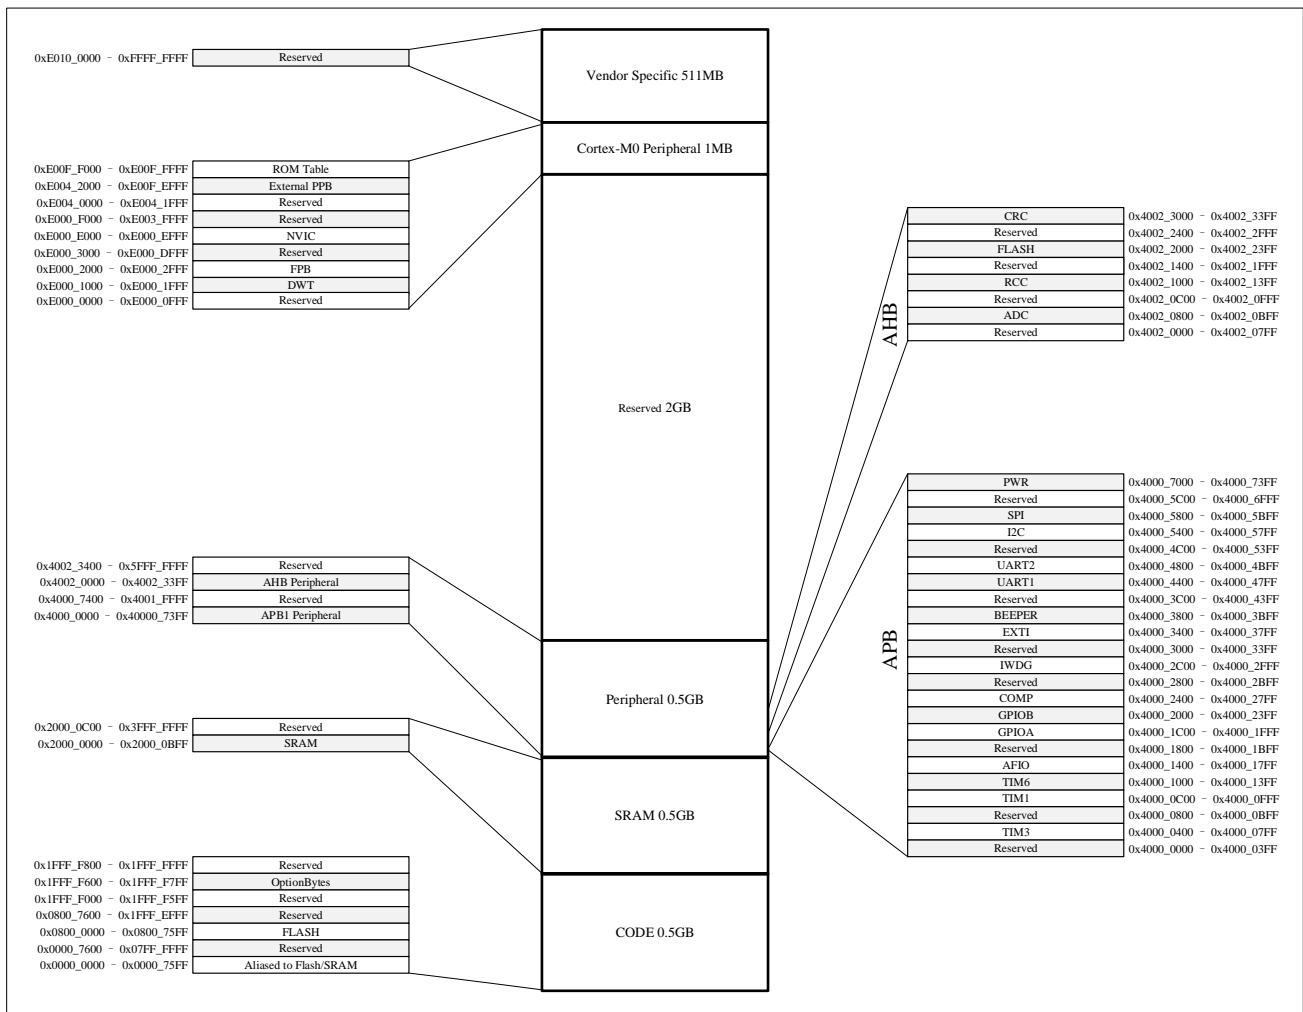 0xE010_0000 - 0xFFFF_FFFF Reserved
0xE00F_F000 - 0xE00F_FFFF ROM Table
0xE004_2000 - 0xE00F_EFFF External PPB
0xE004_0000 - 0xE004_1FFF Reserved
0xE000_F000 - 0xE003_FFFF Reserved
0xE000_E000 - 0xE000_EFFF NVIC
0xE000_3000 - 0xE000_DFFF Reserved
0xE000_2000 - 0xE000_2FFF FPB
0xE000_1000 - 0xE000_1FFF DWT
0xE000_0000 - 0xE000_0FFF Reserved
0x4002_3400 - 0x5FFF_FFFF Reserved
0x4002_0000 - 0x4002_33FF AHB Peripheral
0x4000_7400 - 0x4001_FFFF Reserved
0x4000_0000 - 0x40000_73FF APB1 Peripheral
0x2000_0C00 - 0x3FFF_FFFF Reserved
0x2000_0000 - 0x2000_0BFF SRAM
0x1FFF_F800 - 0x1FFF_FFFF Reserved
0x1FFF_F600 - 0x1FFF_F7FF OptionBytes
0x1FFF_F000 - 0x1FFF_F5FF Reserved
0x0800_7600 - 0x1FFF_EFFF Reserved
0x0800_0000 - 0x0800_75FF FLASH
0x0000_7600 - 0x07FF_FFFF Reserved
0x0000_0000 - 0x0000_75FF Aliased to Flash/SRAM
Vendor Specific 511MB
Cortex-M0 Peripheral 1MB
Reserved 2GB
Peripheral 0.5GB
SRAM 0.5GB
CODE 0.5GB
AHB
CRC 0x4002_3000 - 0x4002_33FF
Reserved 0x4002_2400 - 0x4002_2FFF
FLASH 0x4002_2000 - 0x4002_23FF
Reserved 0x4002_1400 - 0x4002_1FFF
RCC 0x4002_1000 - 0x4002_13FF
Reserved 0x4002_0C00 - 0x4002_0FFF
ADC 0x4002_0800 - 0x4002_0BFF
Reserved 0x4002_0000 - 0x4002_07FF
APB
PWR 0x4000_7000 - 0x4000_73FF
Reserved 0x4000_5C00 - 0x4000_6FFF
SPI 0x4000_5800 - 0x4000_5BFF
I2C 0x4000_5400 - 0x4000_57FF
Reserved 0x4000_4C00 - 0x4000_53FF
UART2 0x4000_4800 - 0x4000_4BFF
UART1 0x4000_4400 - 0x4000_47FF
Reserved 0x4000_3C00 - 0x4000_43FF
BEEPER 0x4000_3800 - 0x4000_3BFF
EXTI 0x4000_3400 - 0x4000_37FF
Reserved 0x4000_3000 - 0x4000_33FF
IWDG 0x4000_2C00 - 0x4000_2FFF
Reserved 0x4000_2800 - 0x4000_2BFF
COMP 0x4000_2400 - 0x4000_27FF
GPIOB 0x4000_2000 - 0x4000_23FF
GPIOA 0x4000_1C00 - 0x4000_1FFF
Reserved 0x4000_1800 - 0x4000_1BFF
AFIO 0x4000_1400 - 0x4000_17FF
TIM6 0x4000_1000 - 0x4000_13FF
TIM1 0x4000_0C00 - 0x4000_0FFF
Reserved 0x4000_0800 - 0x4000_0BFF
TIM3 0x4000_0400 - 0x4000_07FF
Reserved 0x4000_0000 - 0x4000_03FF